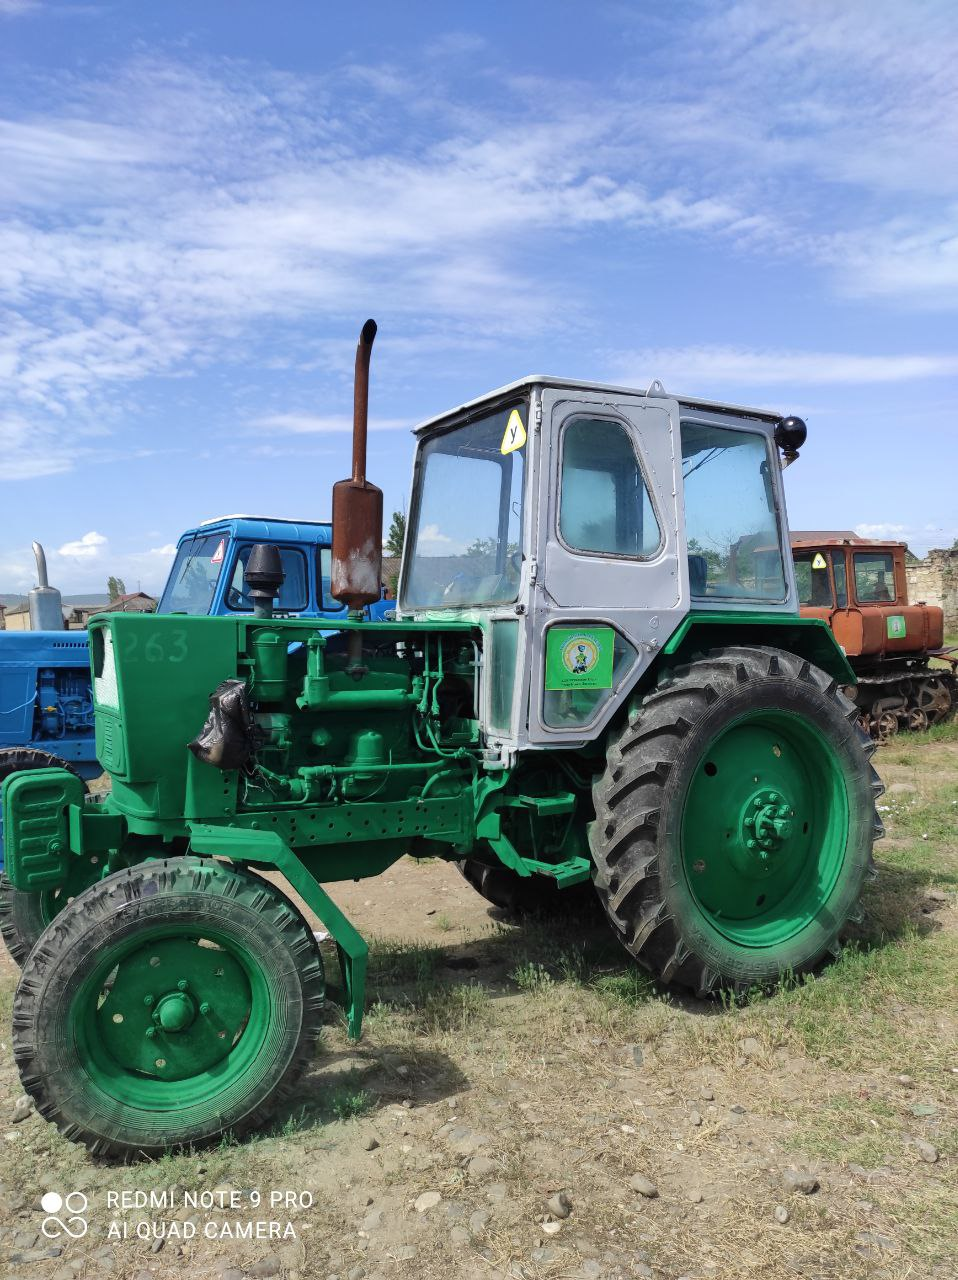 У
263
REDMI NOTE 9 PRO
AI QUAD CAMERA